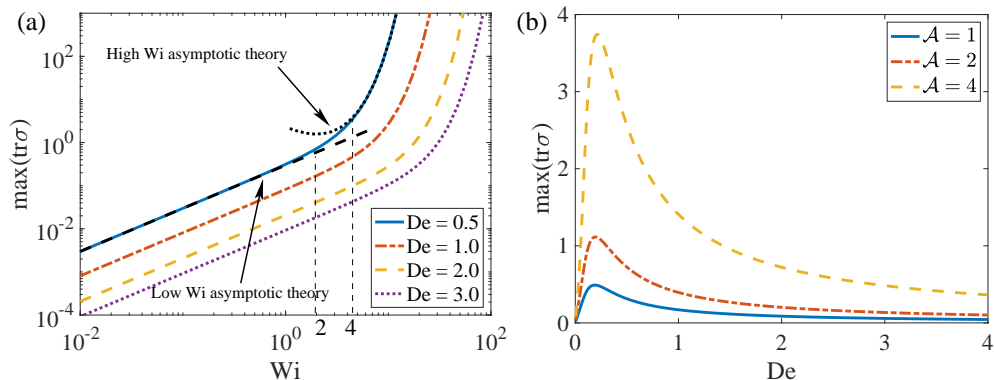 (a)
High Wi asymptotic theory
max(trσ)
10^2
10^0
10^-2
10^-4
Low Wi asymptotic theory
De = 0.5
De = 1.0
De = 2.0
De = 3.0
10^-2
10^0
2
4
10^2
Wi
(b)
max(trσ)
4
3
2
1
0
𝒜 = 1
𝒜 = 2
𝒜 = 4
0
1
2
3
4
De